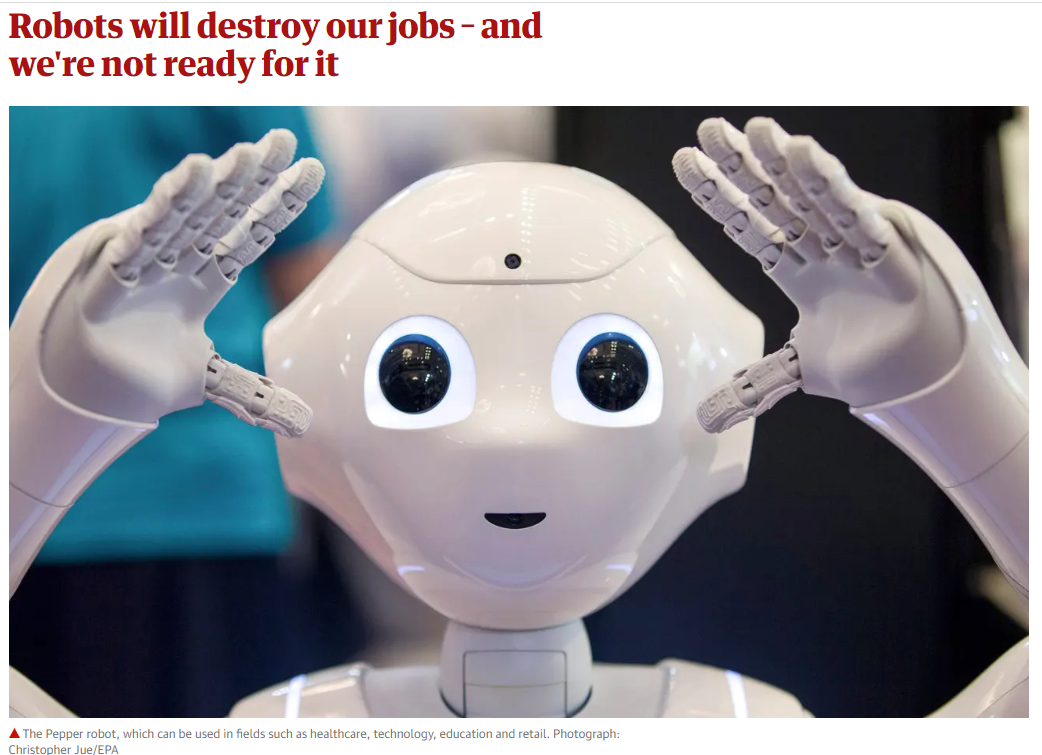 Robots will destroy our jobs – and
we're not ready for it
The Pepper robot, which can be used in fields such as healthcare, technology, education and retail. Photograph:
Christopher Jue/EPA